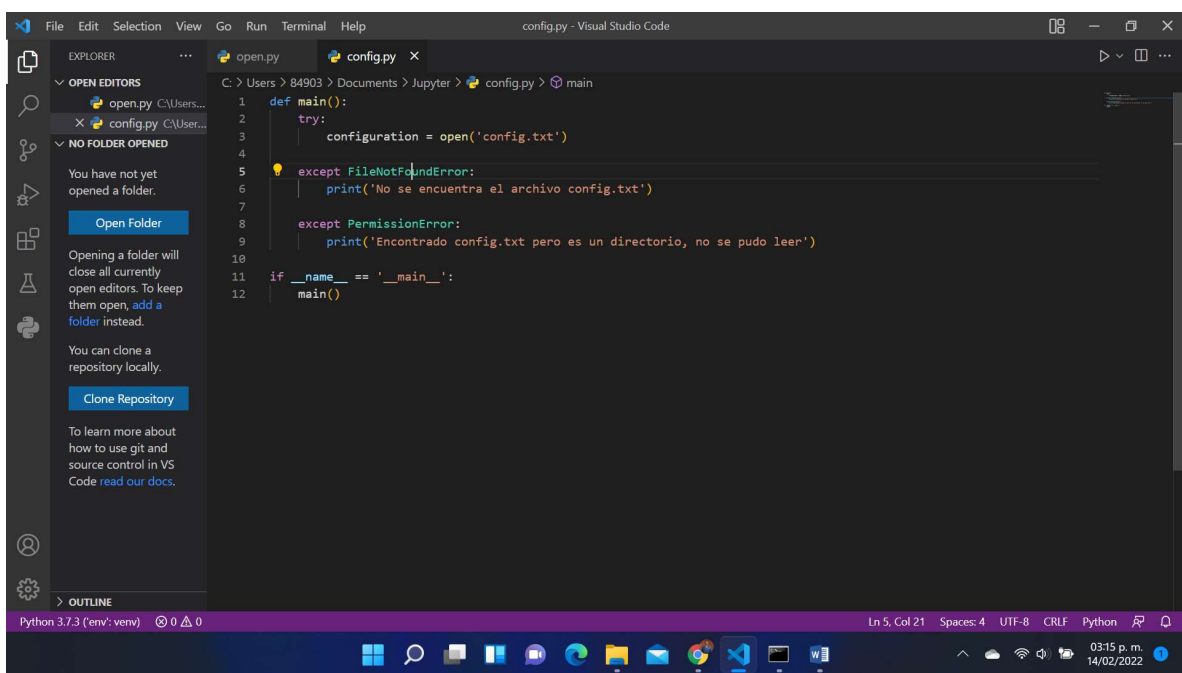 File Edit Selection View Go Run Terminal Help config.py - Visual Studio Code
EXPLORER ... open.py config.py
OPEN EDITORS
open.py C:\Users...
config.py C:\User...
NO FOLDER OPENED
You have not yet
opened a folder.
Open Folder
Opening a folder will
close all currently
open editors. To keep
them open, add a
folder instead.
You can clone a
repository locally.
Clone Repository
To learn more about
how to use git and
source control in VS
Code read our docs.
OUTLINE
C: > Users > 84903 > Documents > Jupyter > config.py > main
1 def main():
2     try:
3         configuration = open('config.txt')
4
5     except FileNotFoundError:
6         print('No se encuentra el archivo config.txt')
7
8     except PermissionError:
9         print('Encontrado config.txt pero es un directorio, no se pudo leer')
10
11 if __name__ == '__main__':
12     main()
Python 3.7.3 ('env': venv) 0 0 Ln 5, Col 21 Spaces: 4 UTF-8 CRLF Python
03:15 p. m.
14/02/2022 1